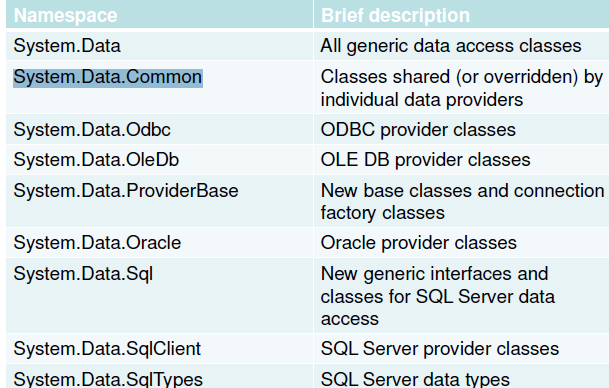 Namespace Brief description
System.Data All generic data access classes
System.Data.Common Classes shared (or overridden) by
individual data providers
System.Data.Odbc ODBC provider classes
System.Data.OleDb OLE DB provider classes
System.Data.ProviderBase New base classes and connection
factory classes
System.Data.Oracle Oracle provider classes
System.Data.Sql New generic interfaces and
classes for SQL Server data
access
System.Data.SqlClient SQL Server provider classes
System.Data.SqlTypes SQL Server data types